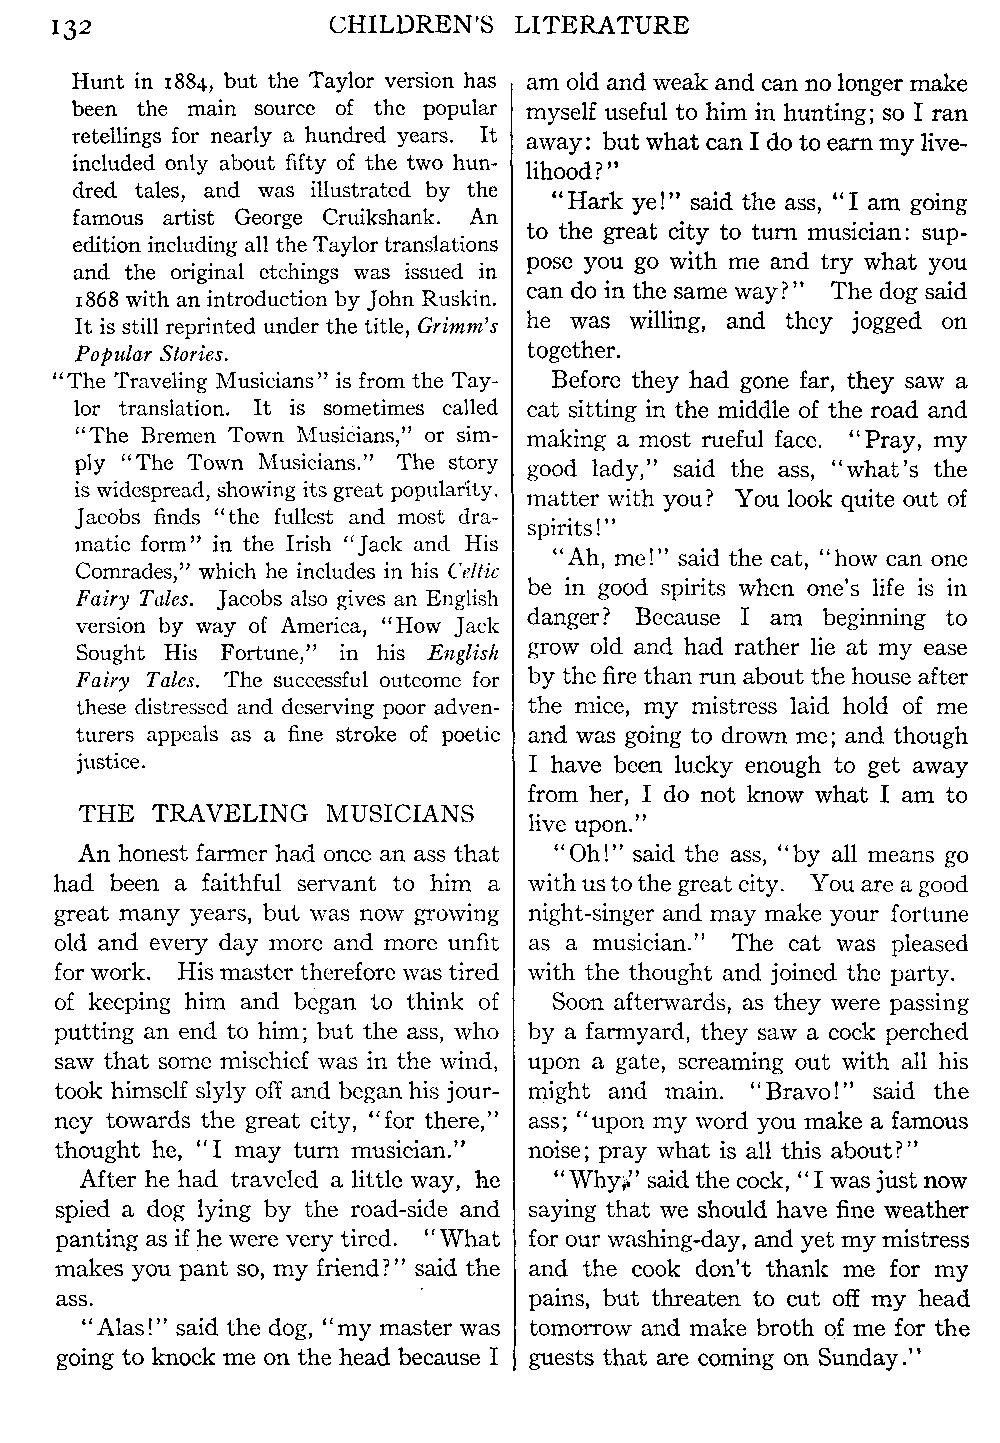 132 CHILDREN'S LITERATURE
Hunt in 1884, but the Taylor version has
been the main source of the popular
retellings for nearly a hundred years. It
included only about fifty of the two hun-
dred tales, and was illustrated by the
famous artist George Cruikshank. An
edition including all the Taylor translations
and the original etchings was issued in
1868 with an introduction by John Ruskin.
It is still reprinted under the title, Grimm's
Popular Stories.
"The Traveling Musicians" is from the Tay-
lor translation. It is sometimes called
"The Bremen Town Musicians," or sim-
ply "The Town Musicians." The story
is widespread, showing its great popularity.
Jacobs finds "the fullest and most dra-
matic form" in the Irish "Jack and His
Comrades," which he includes in his Celtic
Fairy Tales. Jacobs also gives an English
version by way of America, "How Jack
Sought His Fortune," in his English
Fairy Tales. The successful outcome for
these distressed and deserving poor adven-
turers appeals as a fine stroke of poetic
justice.
THE TRAVELING MUSICIANS
An honest farmer had once an ass that
had been a faithful servant to him a
great many years, but was now growing
old and every day more and more unfit
for work. His master therefore was tired
of keeping him and began to think of
putting an end to him; but the ass, who
saw that some mischief was in the wind,
took himself slyly off and began his jour-
ney towards the great city, "for there,"
thought he, "I may turn musician."
After he had traveled a little way, he
spied a dog lying by the road-side and
panting as if he were very tired. "What
makes you pant so, my friend?" said the
ass.
"Alas!" said the dog, "my master was
going to knock me on the head because I
am old and weak and can no longer make
myself useful to him in hunting; so I ran
away: but what can I do to earn my live-
lihood?"
"Hark ye!" said the ass, "I am going
to the great city to turn musician: sup-
pose you go with me and try what you
can do in the same way?" The dog said
he was willing, and they jogged on
together.
Before they had gone far, they saw a
cat sitting in the middle of the road and
making a most rueful face. "Pray, my
good lady," said the ass, "what's the
matter with you? You look quite out of
spirits!"
"Ah, me!" said the cat, "how can one
be in good spirits when one's life is in
danger? Because I am beginning to
grow old and had rather lie at my ease
by the fire than run about the house after
the mice, my mistress laid hold of me
and was going to drown me; and though
I have been lucky enough to get away
from her, I do not know what I am to
live upon."
"Oh!" said the ass, "by all means go
with us to the great city. You are a good
night-singer and may make your fortune
as a musician." The cat was pleased
with the thought and joined the party.
Soon afterwards, as they were passing
by a farmyard, they saw a cock perched
upon a gate, screaming out with all his
might and main. "Bravo!" said the
ass; "upon my word you make a famous
noise; pray what is all this about?"
"Why," said the cock, "I was just now
saying that we should have fine weather
for our washing-day, and yet my mistress
and the cook don't thank me for my
pains, but threaten to cut off my head
tomorrow and make broth of me for the
guests that are coming on Sunday."